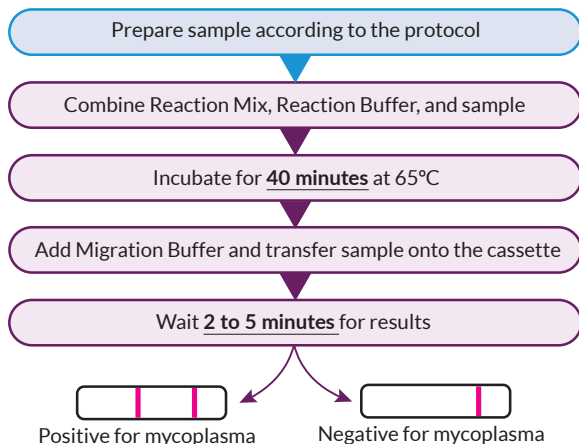 Prepare sample according to the protocol
Combine Reaction Mix, Reaction Buffer, and sample
Incubate for 40 minutes at 65ºC
Add Migration Buffer and transfer sample onto the cassette
Wait 2 to 5 minutes for results
Positive for mycoplasma
Negative for mycoplasma